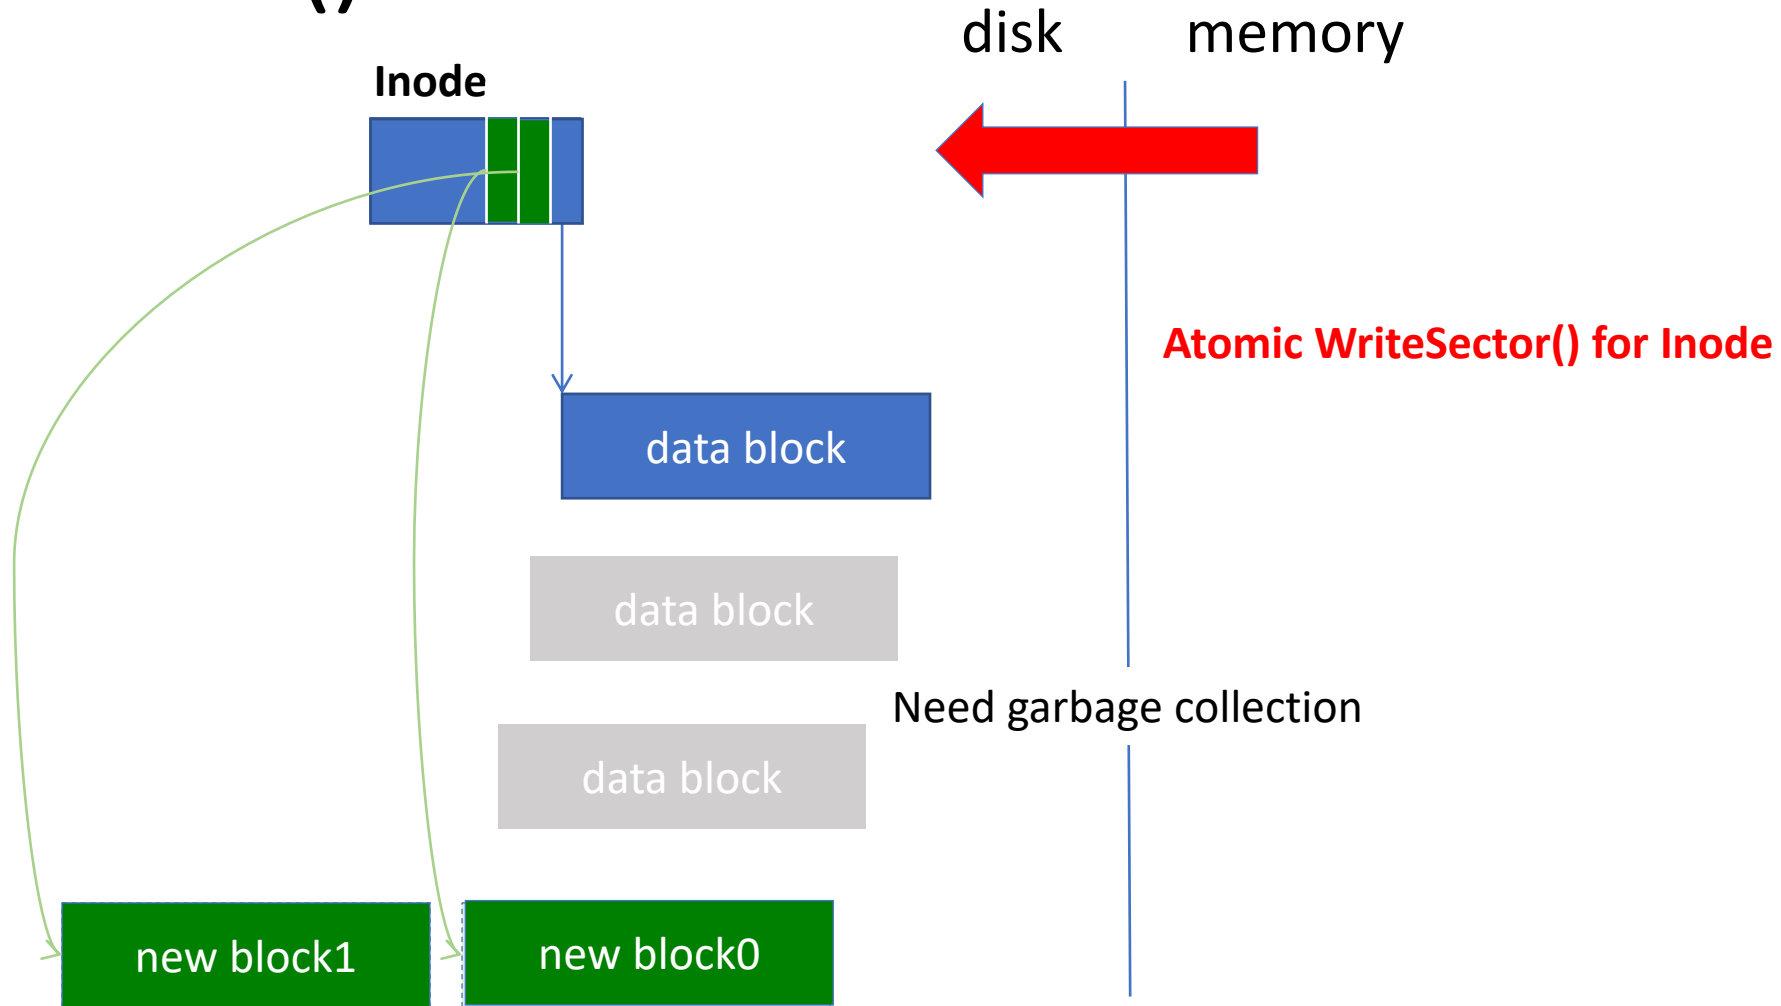 ()
disk memory
Inode
Atomic WriteSector() for Inode
data block
data block
Need garbage collection
data block
new block1
new block0